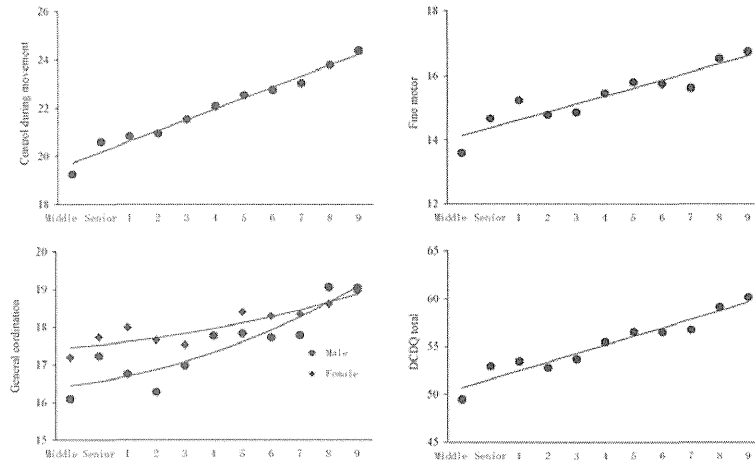 Control during movement
26
24
22
20
18
Middle Senior 1 2 3 4 5 6 7 8 9
Fine motor
18
16
14
12
Middle Senior 1 2 3 4 5 6 7 8 9
General cordination
20
19
18
17
16
15
Male
Female
Middle Senior 1 2 3 4 5 6 7 8 9
DCDQ total
65
60
55
50
45
Middle Senior 1 2 3 4 5 6 7 8 9